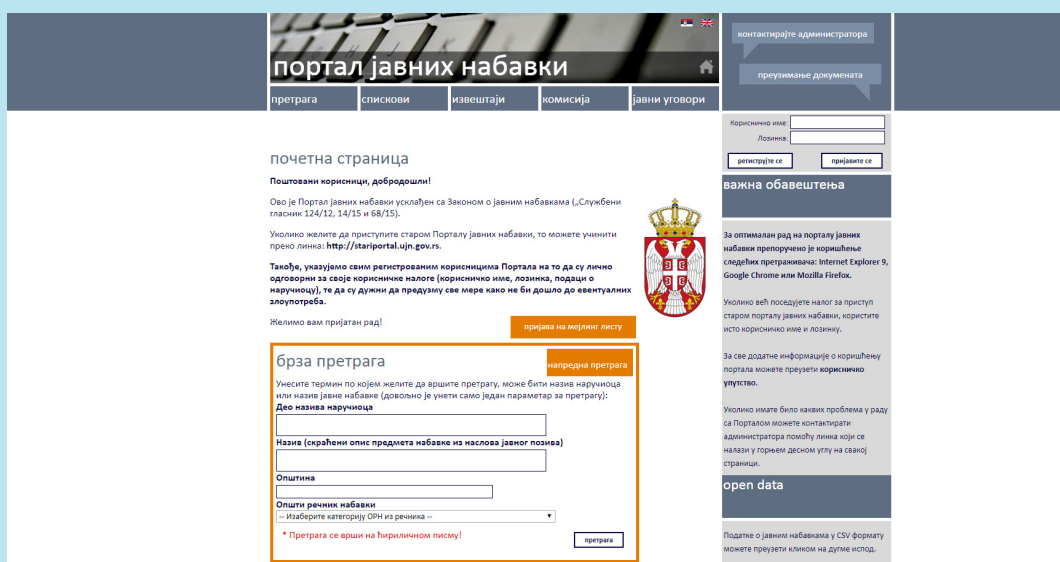 портал јавних набавки
претрага
спискови
извештаји
комисија
јавни уговори
контактирајте администратора
преузимање докумената
Корисничко име:
Лозинка:
региструјте се
пријавите се
почетна страница
Поштовани корисници, добродошли!
Ово је Портал јавних набавки усклађен са Законом о јавним набавкама („Службени
гласник 124/12, 14/15 и 68/15).
Уколико желите да приступите старом Порталу јавних набавки, то можете учинити
преко линка: http://stariportal.ujn.gov.rs.
Такође, указујемо свим регистрованим корисницима Портала на то да су лично
одговорни за своје корисничке налоге (корисничко име, лозинка, подаци о
наручиоцу), те да су дужни да предузму све мере како не би дошло до евентуалних
злоупотреба.
Желимо вам пријатан рад!
пријава на мејлинг листу
брза претрага
напредна претрага
Унесите термин по којем желите да вршите претрагу, може бити назив наручиоца
или назив јавне набавке (довољно је унети само један параметар за претрагу):
Део назива наручиоца
Назив (скраћени опис предмета набавке из наслова јавног позива)
Општина
Општи речник набавки
-- Изаберите категорију ОРН из речника --
* Претрага се врши на ћириличном писму!
претрага
важна обавештења
За оптималан рад на порталу јавних
набавки препоручено је коришћење
следећих претраживача: Internet Explorer 9,
Google Chrome или Mozilla Firefox.
Уколико већ поседујете налог за приступ
старом порталу јавних набавки, користите
исто корисничко име и лозинку.
За све додатне информације о коришћењу
портала можете преузети корисничко
упутство.
Уколико имате било каквих проблема у раду
са Порталом можете контактирати
администратора помоћу линка који се
налази у горњем десном углу на свакој
страници.
open data
Податке о јавним набавкама у CSV формату
можете преузети кликом на дугме испод.